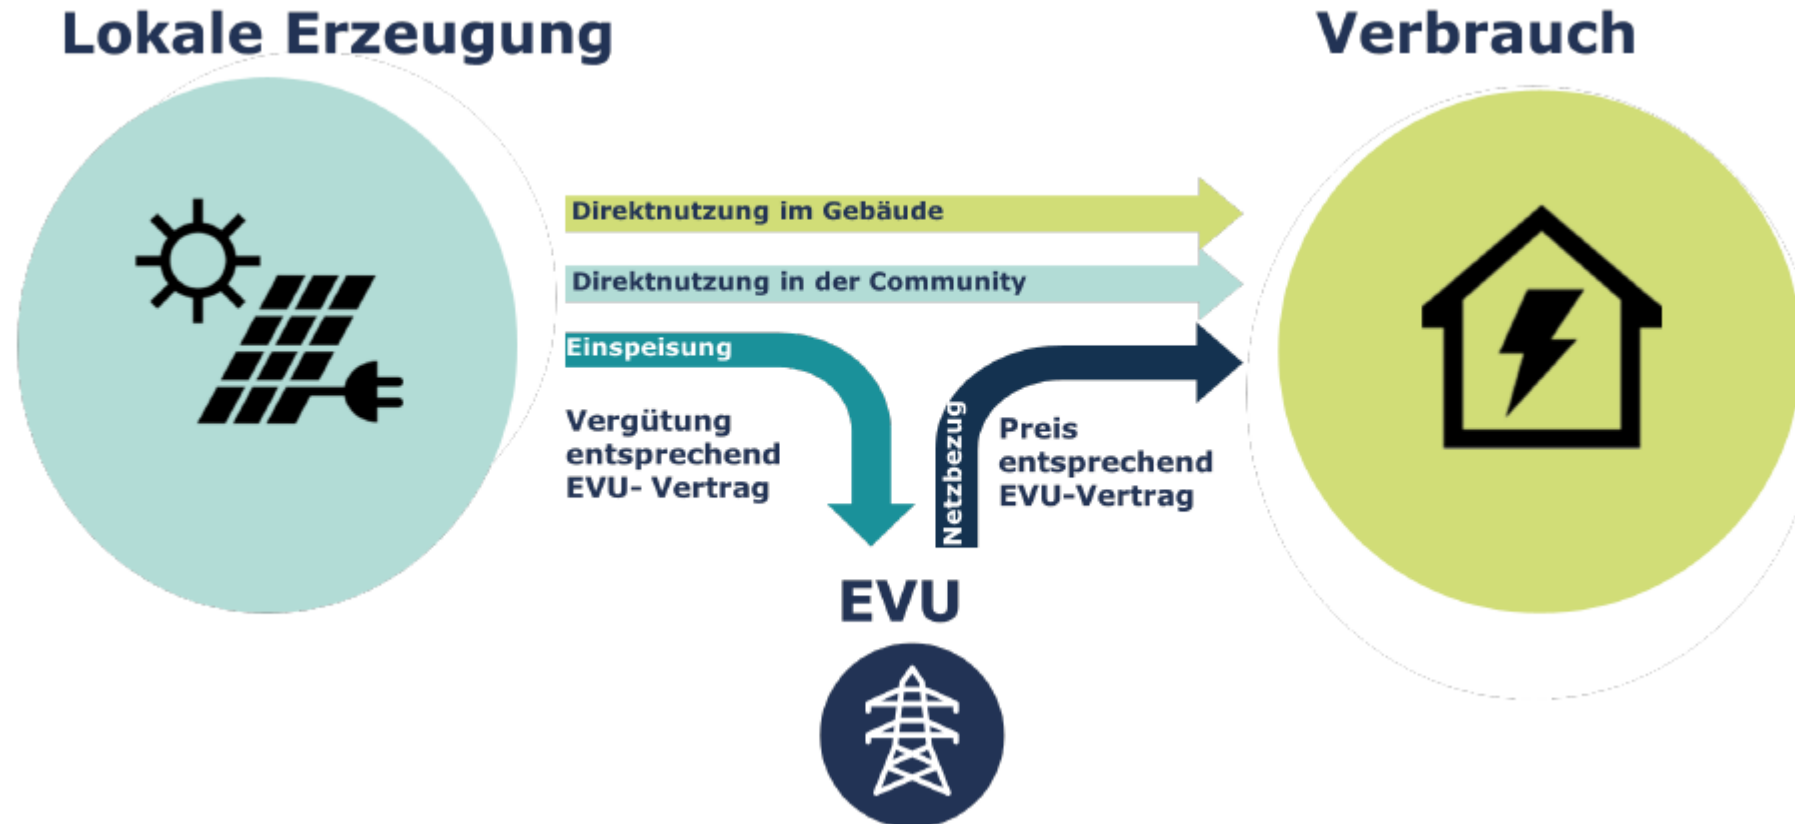 Lokale Erzeugung
Verbrauch
Direktnutzung im Gebäude
Direktnutzung in der Community
Einspeisung
Vergütung
entsprechend
EVU- Vertrag
Netzbezug
Preis
entsprechend
EVU-Vertrag
EVU